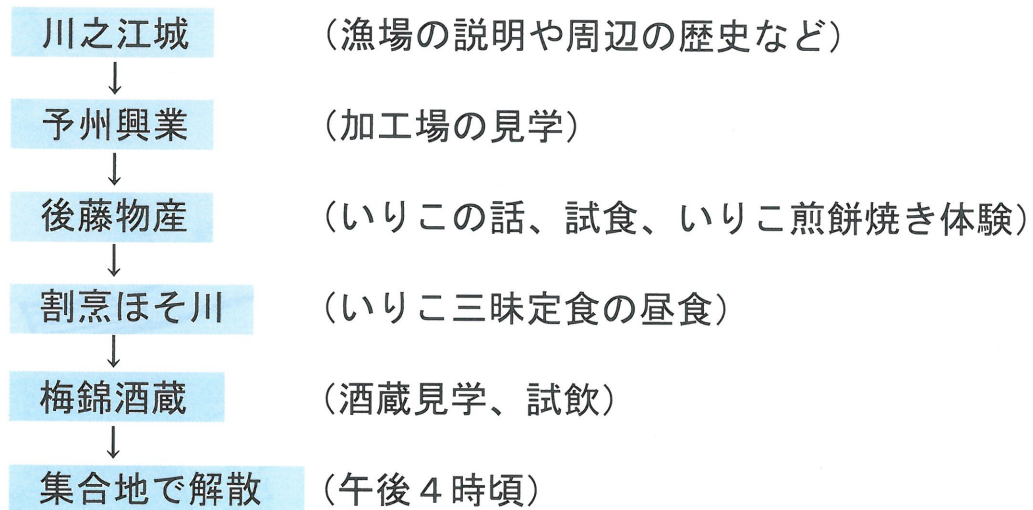 川之江城 （漁場の説明や周辺の歴史など）
↓
予州興業 （加工場の見学）
↓
後藤物産 （いりこの話、試食、いりこ煎餅焼き体験）
↓
割烹ほそ川 （いりこ三昧定食の昼食）
↓
梅錦酒蔵 （酒蔵見学、試飲）
↓
集合地で解散 （午後４時頃）